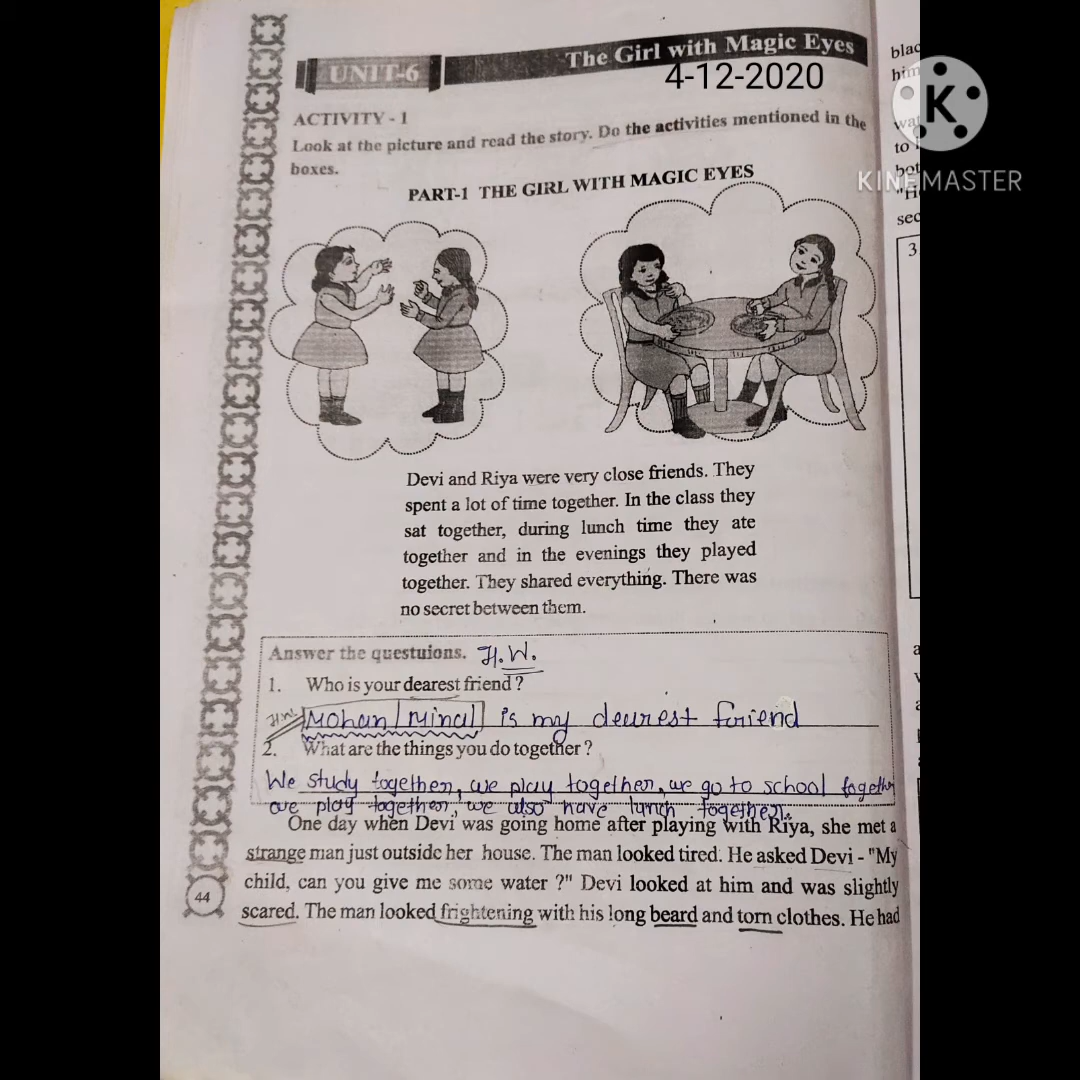 UNIT-6
The Girl with Magic Eyes
4-12-2020
K
KINEMASTER
ACTIVITY - 1
Look at the picture and read the story. Do the activities mentioned in the
boxes.
PART-1 THE GIRL WITH MAGIC EYES
Devi and Riya were very close friends. They
spent a lot of time together. In the class they
sat together, during lunch time they ate
together and in the evenings they played
together. They shared everything. There was
no secret between them.
Answer the questuions. H.W.
1. Who is your dearest friend ?
H.W. Mohan / Minal is my dearest friend
2. What are the things you do together ?
We study together, we play together, we go to school together
we play together, we also have lunch together.
One day when Devi was going home after playing with Riya, she met a
strange man just outside her house. The man looked tired. He asked Devi - "My
child, can you give me some water ?" Devi looked at him and was slightly
scared. The man looked frightening with his long beard and torn clothes. He had
44
blac
him
to
bot
"H
sec
3